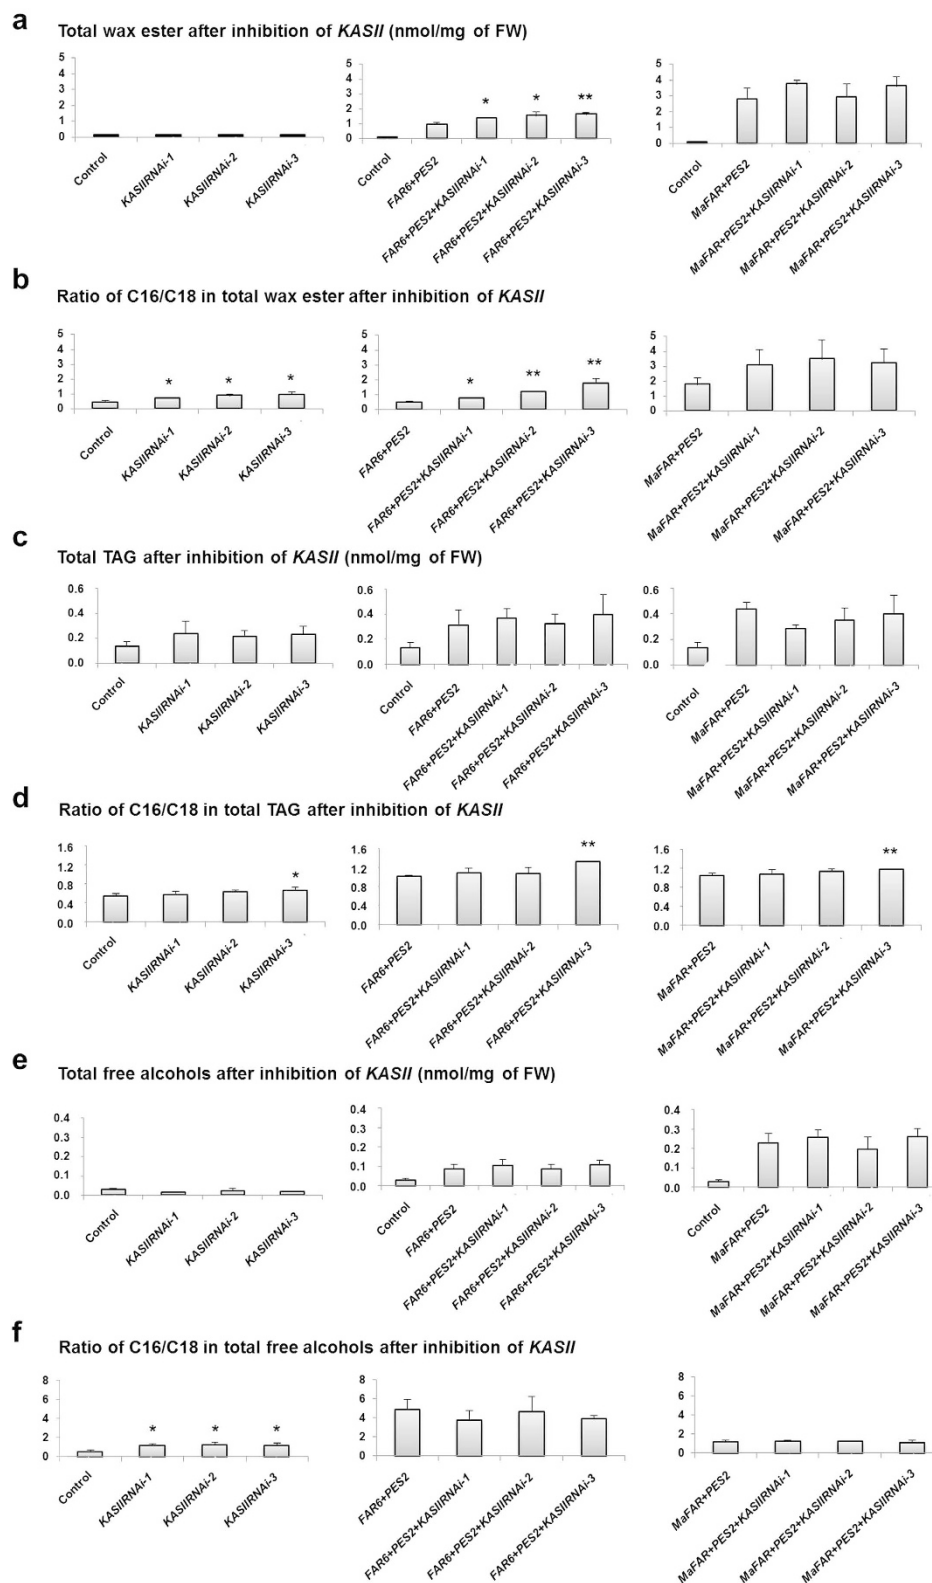 a
Total wax ester after inhibition of KASII (nmol/mg of FW)
5
4
3
2
1
0
Control
KASIIRNAi-1
KASIIRNAi-2
KASIIRNAi-3
5
4
3
2
1
0
* * **
Control
FAR6+PES2
FAR6+PES2+KASIIRNAi-1
FAR6+PES2+KASIIRNAi-2
FAR6+PES2+KASIIRNAi-3
5
4
3
2
1
0
Control
MaFAR+PES2
MaFAR+PES2+KASIIRNAi-1
MaFAR+PES2+KASIIRNAi-2
MaFAR+PES2+KASIIRNAi-3
b
Ratio of C16/C18 in total wax ester after inhibition of KASII
5
4
3
2
1
0
* * *
Control
KASIIRNAi-1
KASIIRNAi-2
KASIIRNAi-3
5
4
3
2
1
0
* ** **
FAR6+PES2
FAR6+PES2+KASIIRNAi-1
FAR6+PES2+KASIIRNAi-2
FAR6+PES2+KASIIRNAi-3
5
4
3
2
1
0
MaFAR+PES2
MaFAR+PES2+KASIIRNAi-1
MaFAR+PES2+KASIIRNAi-2
MaFAR+PES2+KASIIRNAi-3
c
Total TAG after inhibition of KASII (nmol/mg of FW)
0.6
0.4
0.2
0.0
Control
KASIIRNAi-1
KASIIRNAi-2
KASIIRNAi-3
0.6
0.4
0.2
0.0
Control
FAR6+PES2
FAR6+PES2+KASIIRNAi-1
FAR6+PES2+KASIIRNAi-2
FAR6+PES2+KASIIRNAi-3
0.6
0.4
0.2
0.0
Control
MaFAR+PES2
MaFAR+PES2+KASIIRNAi-1
MaFAR+PES2+KASIIRNAi-2
MaFAR+PES2+KASIIRNAi-3
d
Ratio of C16/C18 in total TAG after inhibition of KASII
1.6
1.2
0.8
0.4
0.0
*
Control
KASIIRNAi-1
KASIIRNAi-2
KASIIRNAi-3
1.6
1.2
0.8
0.4
0.0
**
FAR6+PES2
FAR6+PES2+KASIIRNAi-1
FAR6+PES2+KASIIRNAi-2
FAR6+PES2+KASIIRNAi-3
1.6
1.2
0.8
0.4
0.0
**
MaFAR+PES2
MaFAR+PES2+KASIIRNAi-1
MaFAR+PES2+KASIIRNAi-2
MaFAR+PES2+KASIIRNAi-3
e
Total free alcohols after inhibition of KASII (nmol/mg of FW)
0.4
0.3
0.2
0.1
0.0
Control
KASIIRNAi-1
KASIIRNAi-2
KASIIRNAi-3
0.4
0.3
0.2
0.1
0.0
Control
FAR6+PES2
FAR6+PES2+KASIIRNAi-1
FAR6+PES2+KASIIRNAi-2
FAR6+PES2+KASIIRNAi-3
0.4
0.3
0.2
0.1
0.0
Control
MaFAR+PES2
MaFAR+PES2+KASIIRNAi-1
MaFAR+PES2+KASIIRNAi-2
MaFAR+PES2+KASIIRNAi-3
f
Ratio of C16/C18 in total free alcohols after inhibition of KASII
8
6
4
2
0
* * *
Control
KASIIRNAi-1
KASIIRNAi-2
KASIIRNAi-3
8
6
4
2
0
FAR6+PES2
FAR6+PES2+KASIIRNAi-1
FAR6+PES2+KASIIRNAi-2
FAR6+PES2+KASIIRNAi-3
8
6
4
2
0
MaFAR+PES2
MaFAR+PES2+KASIIRNAi-1
MaFAR+PES2+KASIIRNAi-2
MaFAR+PES2+KASIIRNAi-3